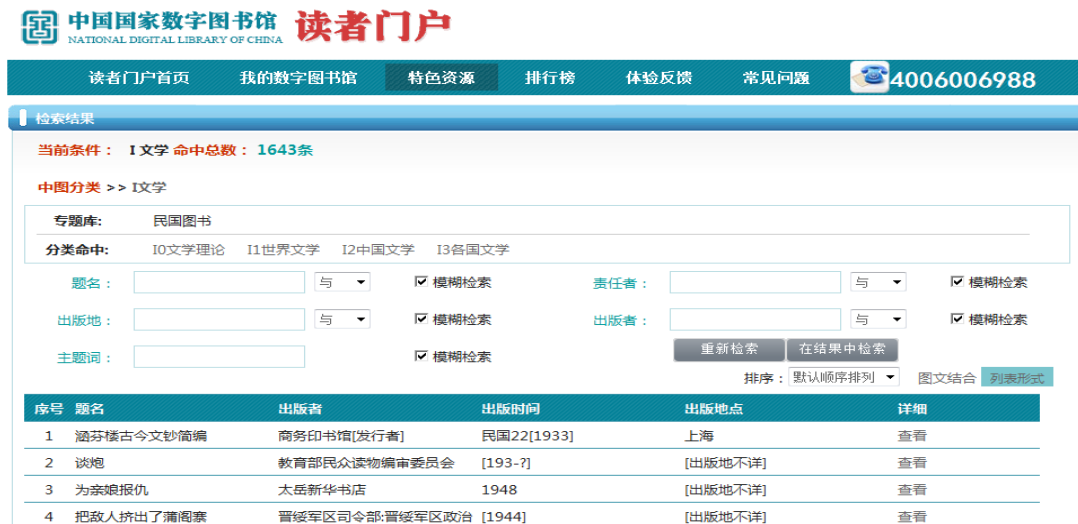 中国国家数字图书馆 读者门户
NATIONAL DIGITAL LIBRARY OF CHINA
读者门户首页 我的数字图书馆 特色资源 排行榜 体验反馈 常见问题 4006006988
检索结果
当前条件： I 文学 命中总数： 1643条
中图分类 >> I文学
专题库: 民国图书
分类命中: I0文学理论 I1世界文学 I2中国文学 I3各国文学
题名： 与 模糊检索 责任者： 与 模糊检索
出版地： 与 模糊检索 出版者： 与 模糊检索
主题词： 模糊检索 重新检索 在结果中检索
排序： 默认顺序排列 图文结合 列表形式
序号 题名 出版者 出版时间 出版地点 详细
1 涵芬楼古今文钞简编 商务印书馆[发行者] 民国22[1933] 上海 查看
2 谈炮 教育部民众读物编审委员会 [193-?] [出版地不详] 查看
3 为亲娘报仇 太岳新华书店 1948 [出版地不详] 查看
4 把敌人挤出了蒲阁寨 晋绥军区司令部;晋绥军区政治 [1944] [出版地不详] 查看